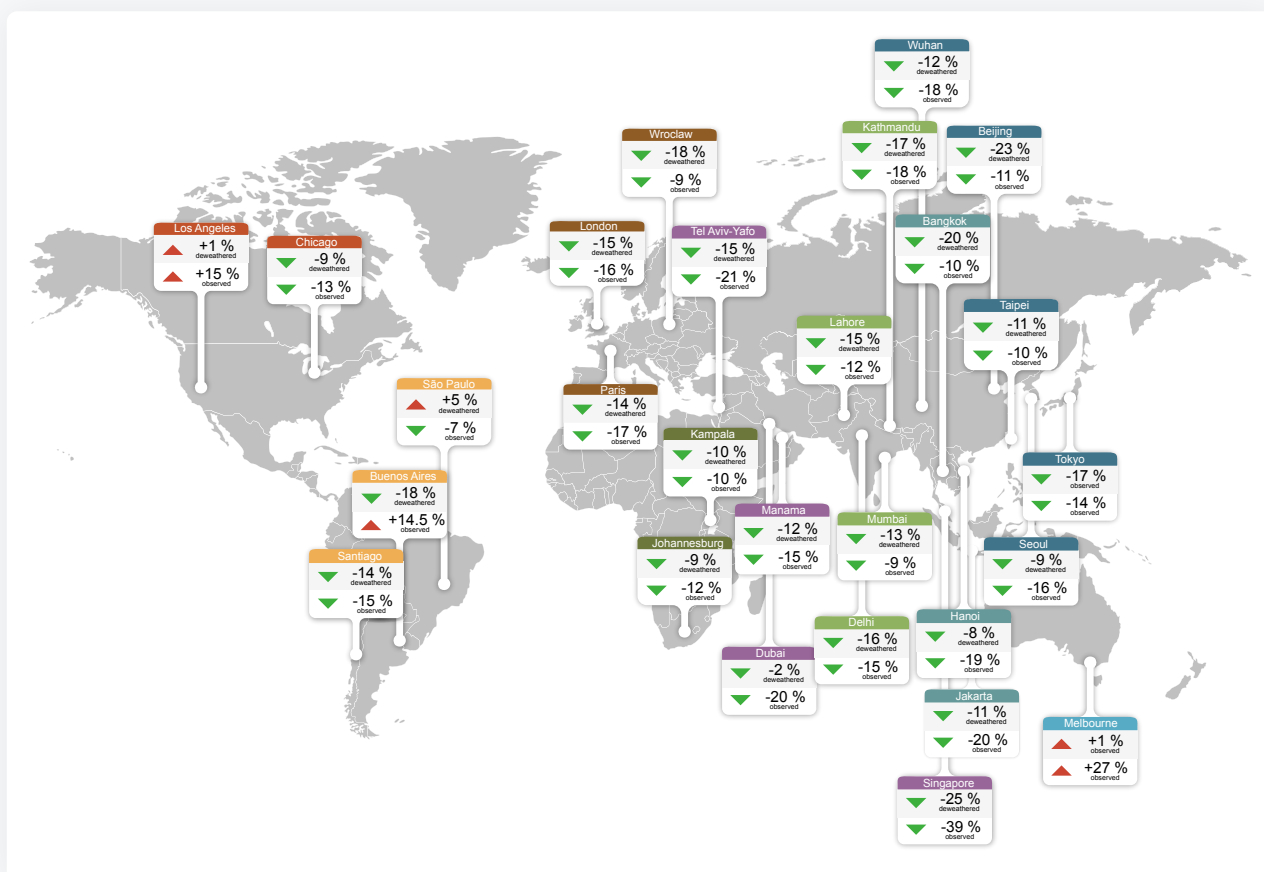 Wuhan
-12 %
deweathered
-18 %
observed
Kathmandu
-17 %
deweathered
-18 %
observed
Beijing
-23 %
deweathered
-11 %
observed
Wroclaw
-18 %
deweathered
-9 %
observed
Los Angeles
+1 %
deweathered
+15 %
observed
Chicago
-9 %
deweathered
-13 %
observed
London
-15 %
deweathered
-16 %
observed
Tel Aviv-Yafo
-15 %
deweathered
-21 %
observed
Bangkok
-20 %
deweathered
-10 %
observed
Taipei
-11 %
deweathered
-10 %
observed
Lahore
-15 %
deweathered
-12 %
observed
São Paulo
+5 %
deweathered
-7 %
observed
Paris
-14 %
deweathered
-17 %
observed
Kampala
-10 %
deweathered
-10 %
observed
Buenos Aires
-18 %
deweathered
+14.5 %
observed
Tokyo
-17 %
observed
-14 %
observed
Manama
-12 %
deweathered
-15 %
observed
Mumbai
-13 %
deweathered
-9 %
observed
Johannesburg
-9 %
deweathered
-12 %
observed
Seoul
-9 %
deweathered
-16 %
observed
Santiago
-14 %
deweathered
-15 %
observed
Hanoi
-8 %
deweathered
-19 %
observed
Delhi
-16 %
deweathered
-15 %
observed
Dubai
-2 %
deweathered
-20 %
observed
Jakarta
-11 %
deweathered
-20 %
observed
Melbourne
+1 %
observed
+27 %
observed
Singapore
-25 %
deweathered
-39 %
observed